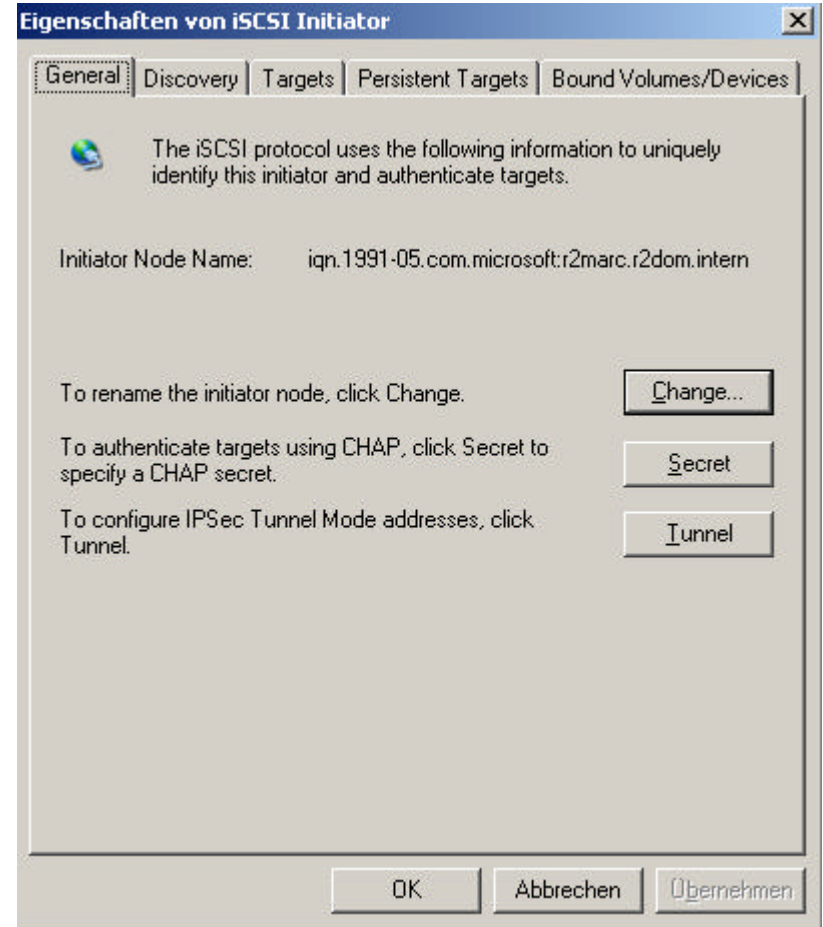 Eigenschaften von iSCSI Initiator
General Discovery Targets Persistent Targets Bound Volumes/Devices
The iSCSI protocol uses the following information to uniquely
identify this initiator and authenticate targets.
Initiator Node Name: iqn.1991-05.com.microsoft:r2marc.r2dom.intern
To rename the initiator node, click Change.
Change...
To authenticate targets using CHAP, click Secret to
specify a CHAP secret.
Secret
To configure IPSec Tunnel Mode addresses, click
Tunnel.
Tunnel
OK Abbrechen Übernehmen